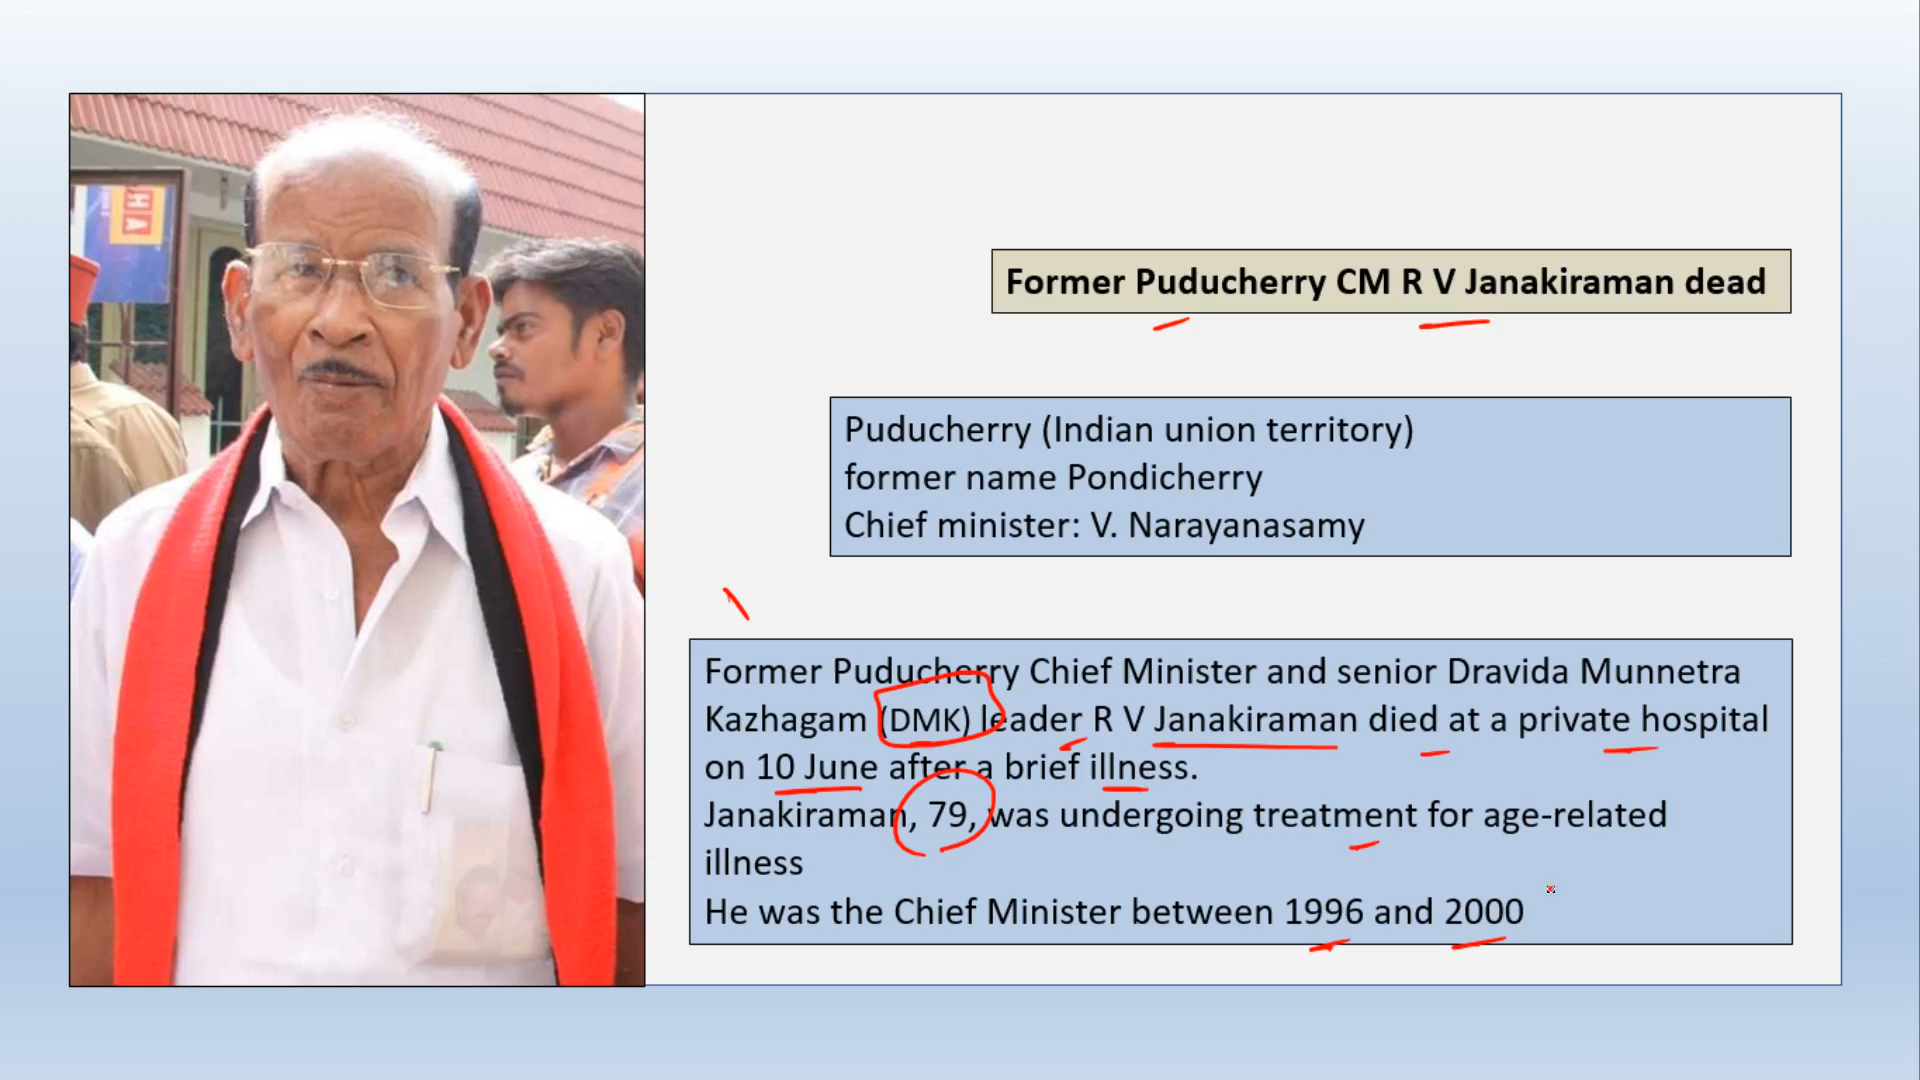 HA
Former Puducherry CM R V Janakiraman dead
Puducherry (Indian union territory)
former name Pondicherry
Chief minister: V. Narayanasamy
Former Puducherry Chief Minister and senior Dravida Munnetra
Kazhagam (DMK) leader R V Janakiraman died at a private hospital
on 10 June after a brief illness.
Janakiraman, 79, was undergoing treatment for age-related
illness
He was the Chief Minister between 1996 and 2000